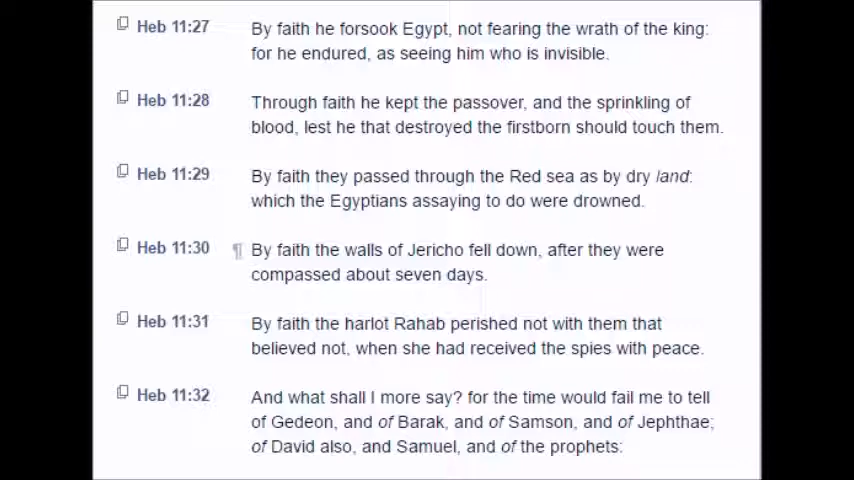 Heb 11:27 By faith he forsook Egypt, not fearing the wrath of the king:
for he endured, as seeing him who is invisible.
Heb 11:28 Through faith he kept the passover, and the sprinkling of
blood, lest he that destroyed the firstborn should touch them.
Heb 11:29 By faith they passed through the Red sea as by dry land:
which the Egyptians assaying to do were drowned.
Heb 11:30 ¶ By faith the walls of Jericho fell down, after they were
compassed about seven days.
Heb 11:31 By faith the harlot Rahab perished not with them that
believed not, when she had received the spies with peace.
Heb 11:32 And what shall I more say? for the time would fail me to tell
of Gedeon, and of Barak, and of Samson, and of Jephthae;
of David also, and Samuel, and of the prophets: